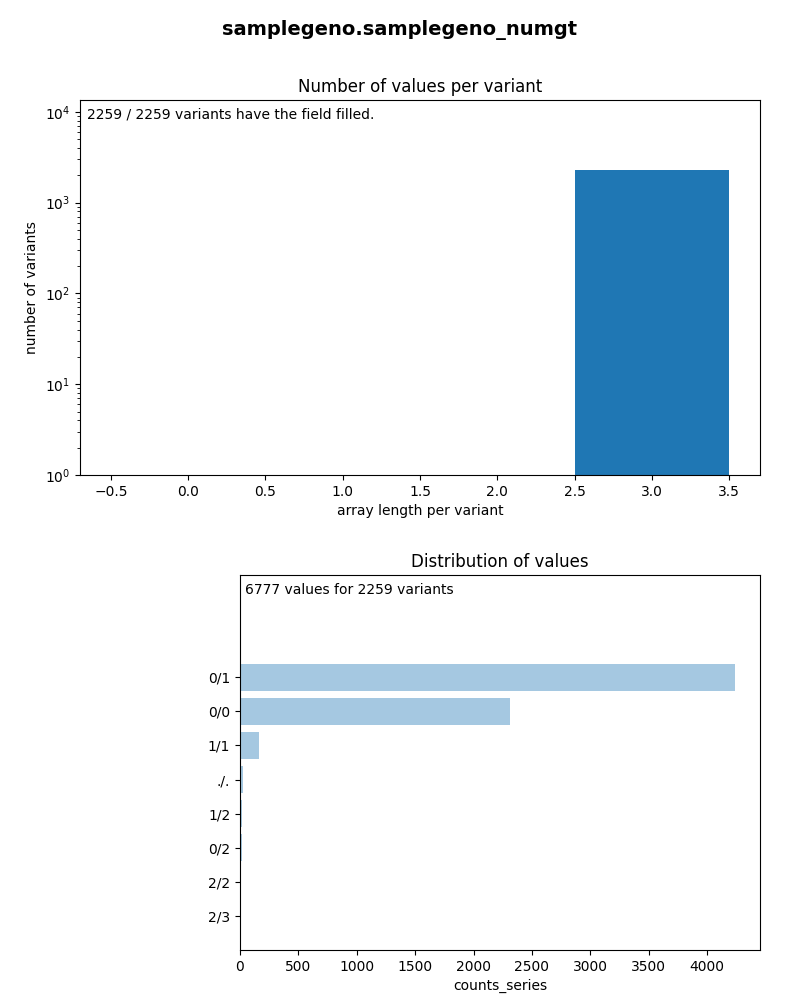 samplegeno.samplegeno_numgt
Number of values per variant
2259 / 2259 variants have the field filled.
10^4
10^3
10^2
10^1
10^0
number of variants
−0.5 0.0 0.5 1.0 1.5 2.0 2.5 3.0 3.5
array length per variant
Distribution of values
6777 values for 2259 variants
0/1
0/0
1/1
./.
1/2
0/2
2/2
2/3
0 500 1000 1500 2000 2500 3000 3500 4000
counts_series